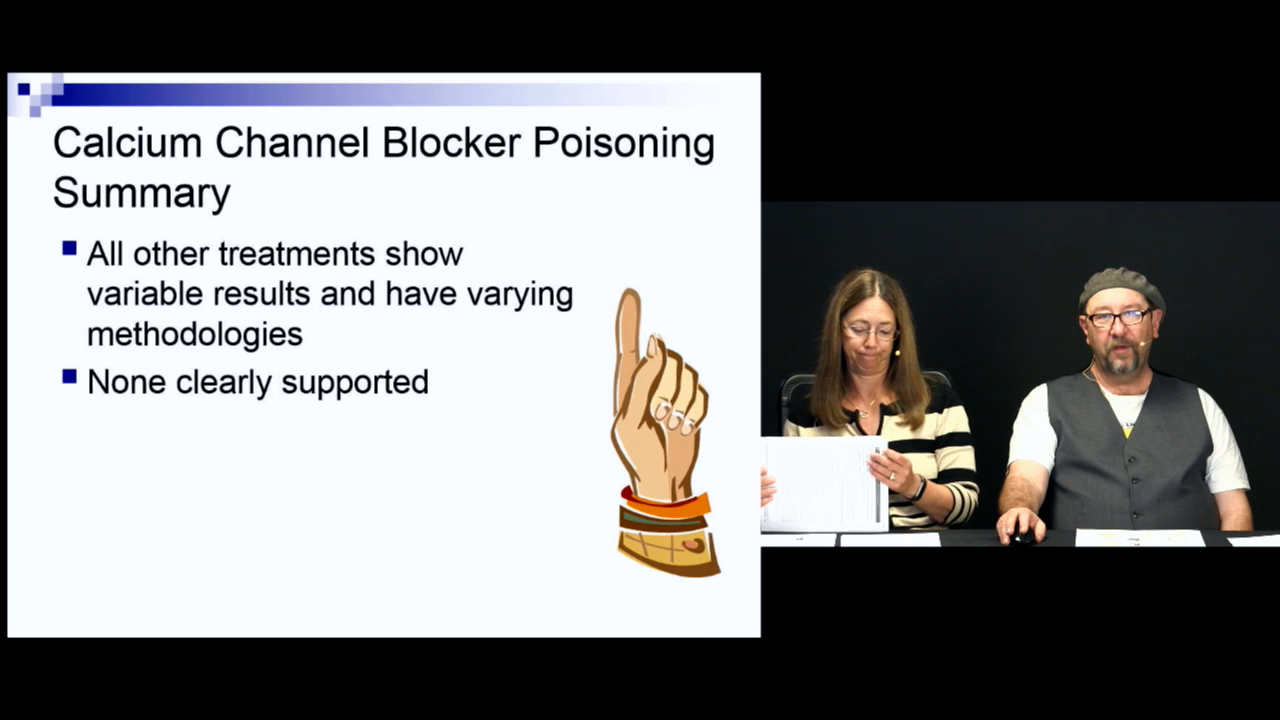 Calcium Channel Blocker Poisoning
Summary
All other treatments show
variable results and have varying
methodologies
None clearly supported